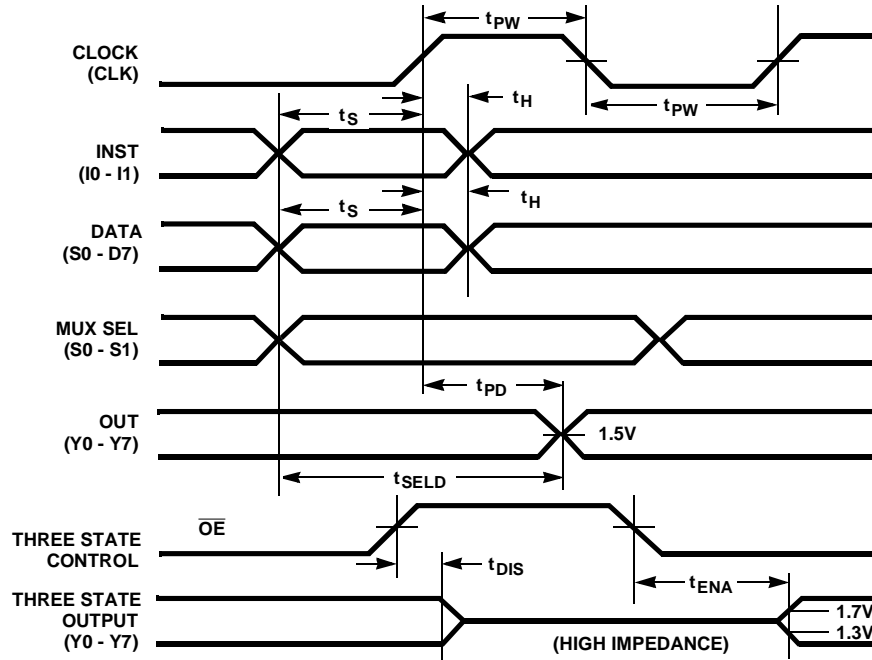 tPW
CLOCK
(CLK)
tS
tH
tPW
INST
(I0 - I1)
tS
tH
DATA
(S0 - D7)
MUX SEL
(S0 - S1)
tPD
OUT
(Y0 - Y7)
1.5V
tSELD
OE
THREE STATE
CONTROL
tDIS
tENA
THREE STATE
OUTPUT
(Y0 - Y7)
1.7V
1.3V
(HIGH IMPEDANCE)